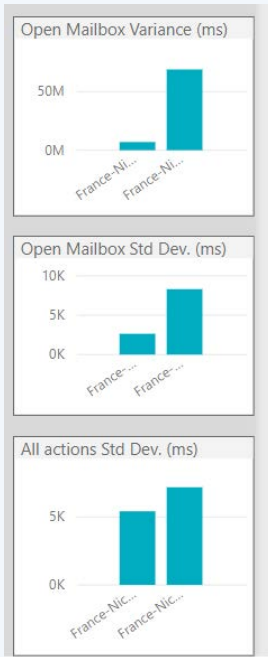 Open Mailbox Variance (ms)
50M
0M
France-Ni...
France-Ni...
Open Mailbox Std Dev. (ms)
10K
5K
0K
France-...
France-...
All actions Std Dev. (ms)
5K
0K
France-Nic...
France-Nic...